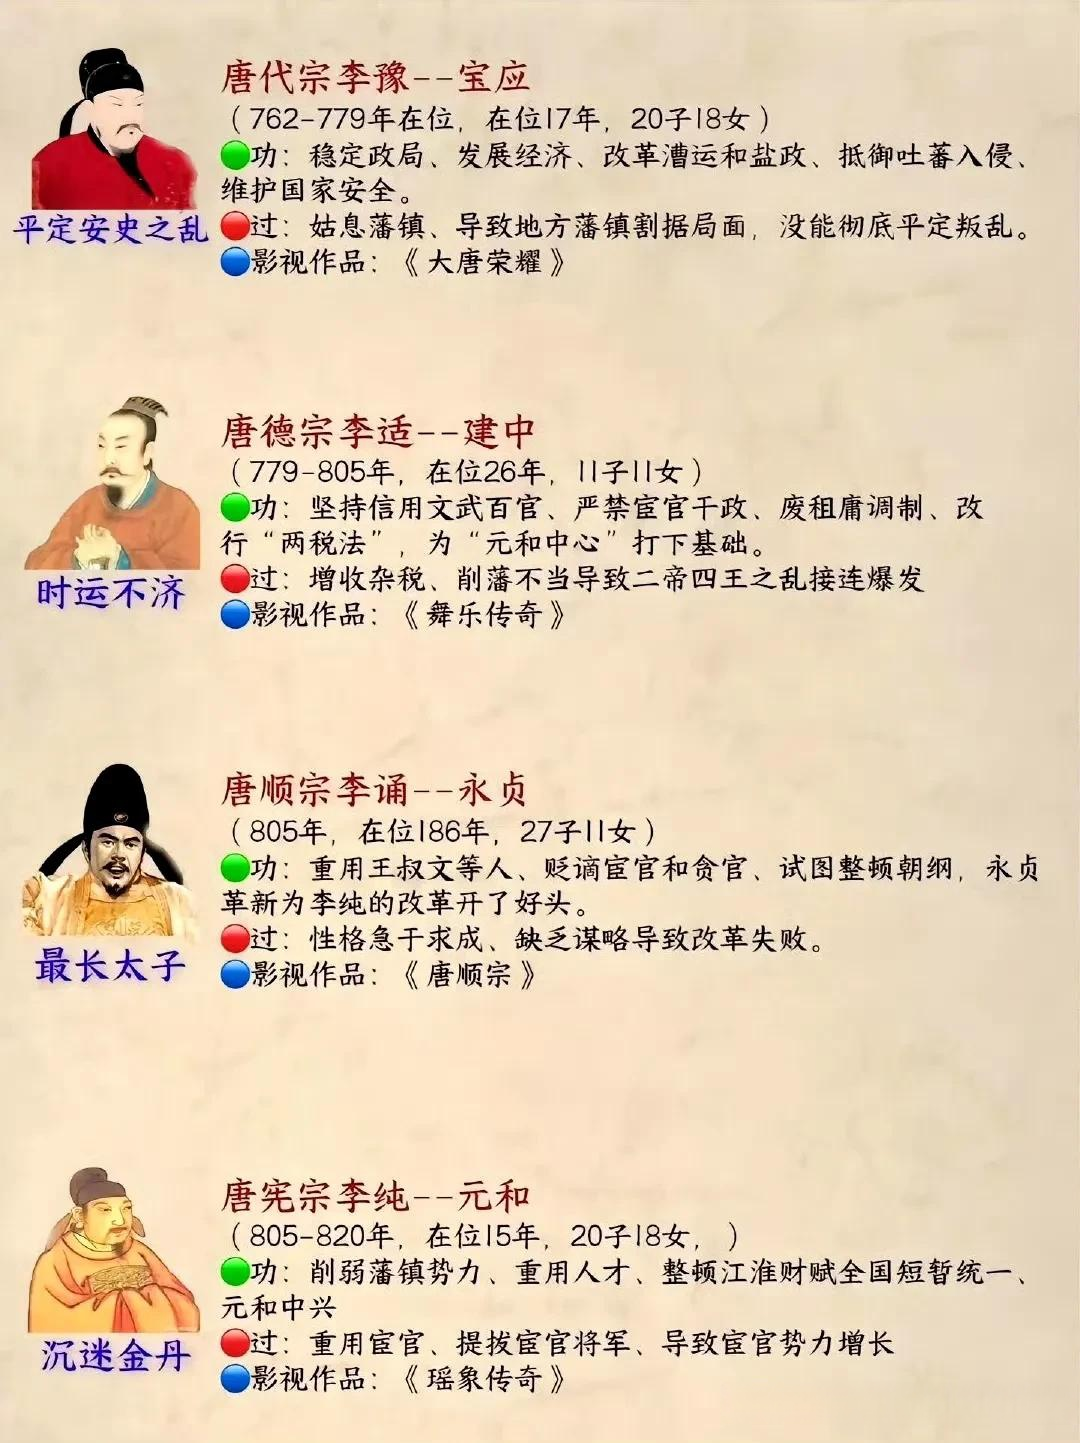 唐代宗李豫--宝应
（762-779年在位，在位17年，20子18女）
🟢功：稳定政局、发展经济、改革漕运和盐政、抵御吐蕃入侵、
维护国家安全。
平定安史之乱
🔴过：姑息藩镇、导致地方藩镇割据局面，没能彻底平定叛乱。
🔵影视作品：《大唐荣耀》
唐德宗李适--建中
（779-805年，在位26年，11子11女）
🟢功：坚持信用文武百官、严禁宦官干政、废租庸调制、改
行“两税法”，为“元和中心”打下基础。
🔴过：增收杂税、削藩不当导致二帝四王之乱接连爆发
时运不济
🔵影视作品：《舞乐传奇》
唐顺宗李诵--永贞
（805年，在位186年，27子11女）
🟢功：重用王叔文等人、贬谪宦官和贪官、试图整顿朝纲，永贞
革新为李纯的改革开了好头。
🔴过：性格急于求成、缺乏谋略导致改革失败。
最长太子
🔵影视作品：《唐顺宗》
唐宪宗李纯--元和
（805-820年，在位15年，20子18女，）
🟢功：削弱藩镇势力、重用人才、整顿江淮财赋全国短暂统一、
元和中兴
🔴过：重用宦官、提拔宦官将军、导致宦官势力增长
沉迷金丹
🔵影视作品：《瑶象传奇》